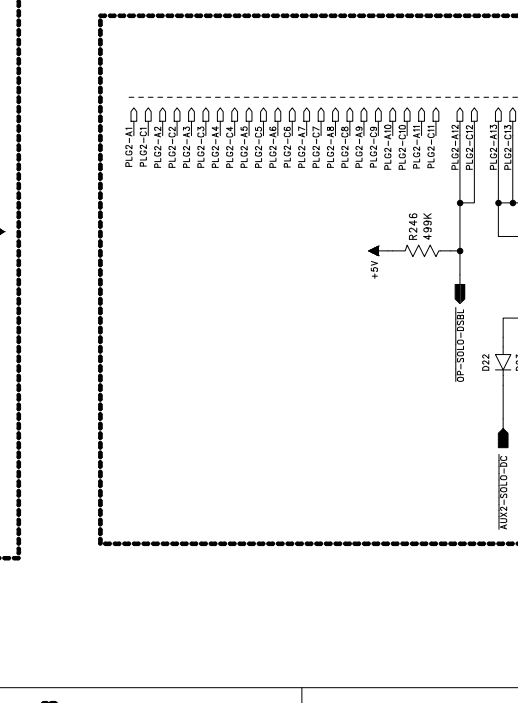 PLG2-A1
PLG2-C1
PLG2-A2
PLG2-C2
PLG2-A3
PLG2-C3
PLG2-A4
PLG2-C4
PLG2-A5
PLG2-C5
PLG2-A6
PLG2-C6
PLG2-A7
PLG2-C7
PLG2-A8
PLG2-C8
PLG2-A9
PLG2-C9
PLG2-A10
PLG2-C10
PLG2-A11
PLG2-C11
PLG2-A12
PLG2-C12
PLG2-A13
PLG2-C13
R246
499K
+5V
OP-SOLO-DSBL
D22
AUX2-SOLO-DC